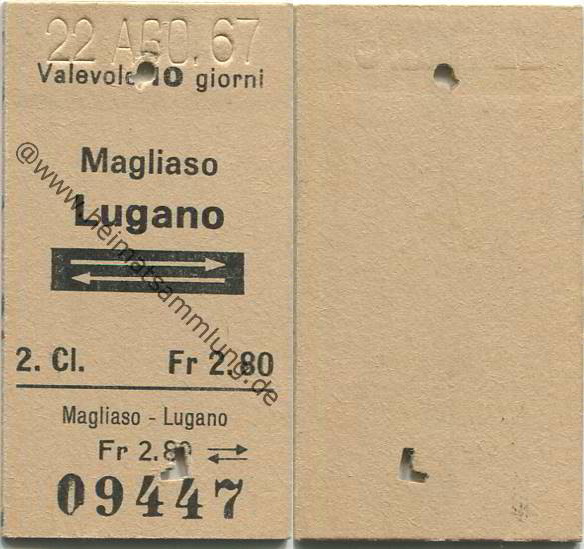 22 AGO. 67
Valevole 10 giorni
Magliaso
Lugano
2. Cl. Fr 2.80
Magliaso - Lugano
Fr 2.80
09447
@www.heimatsammlung.de